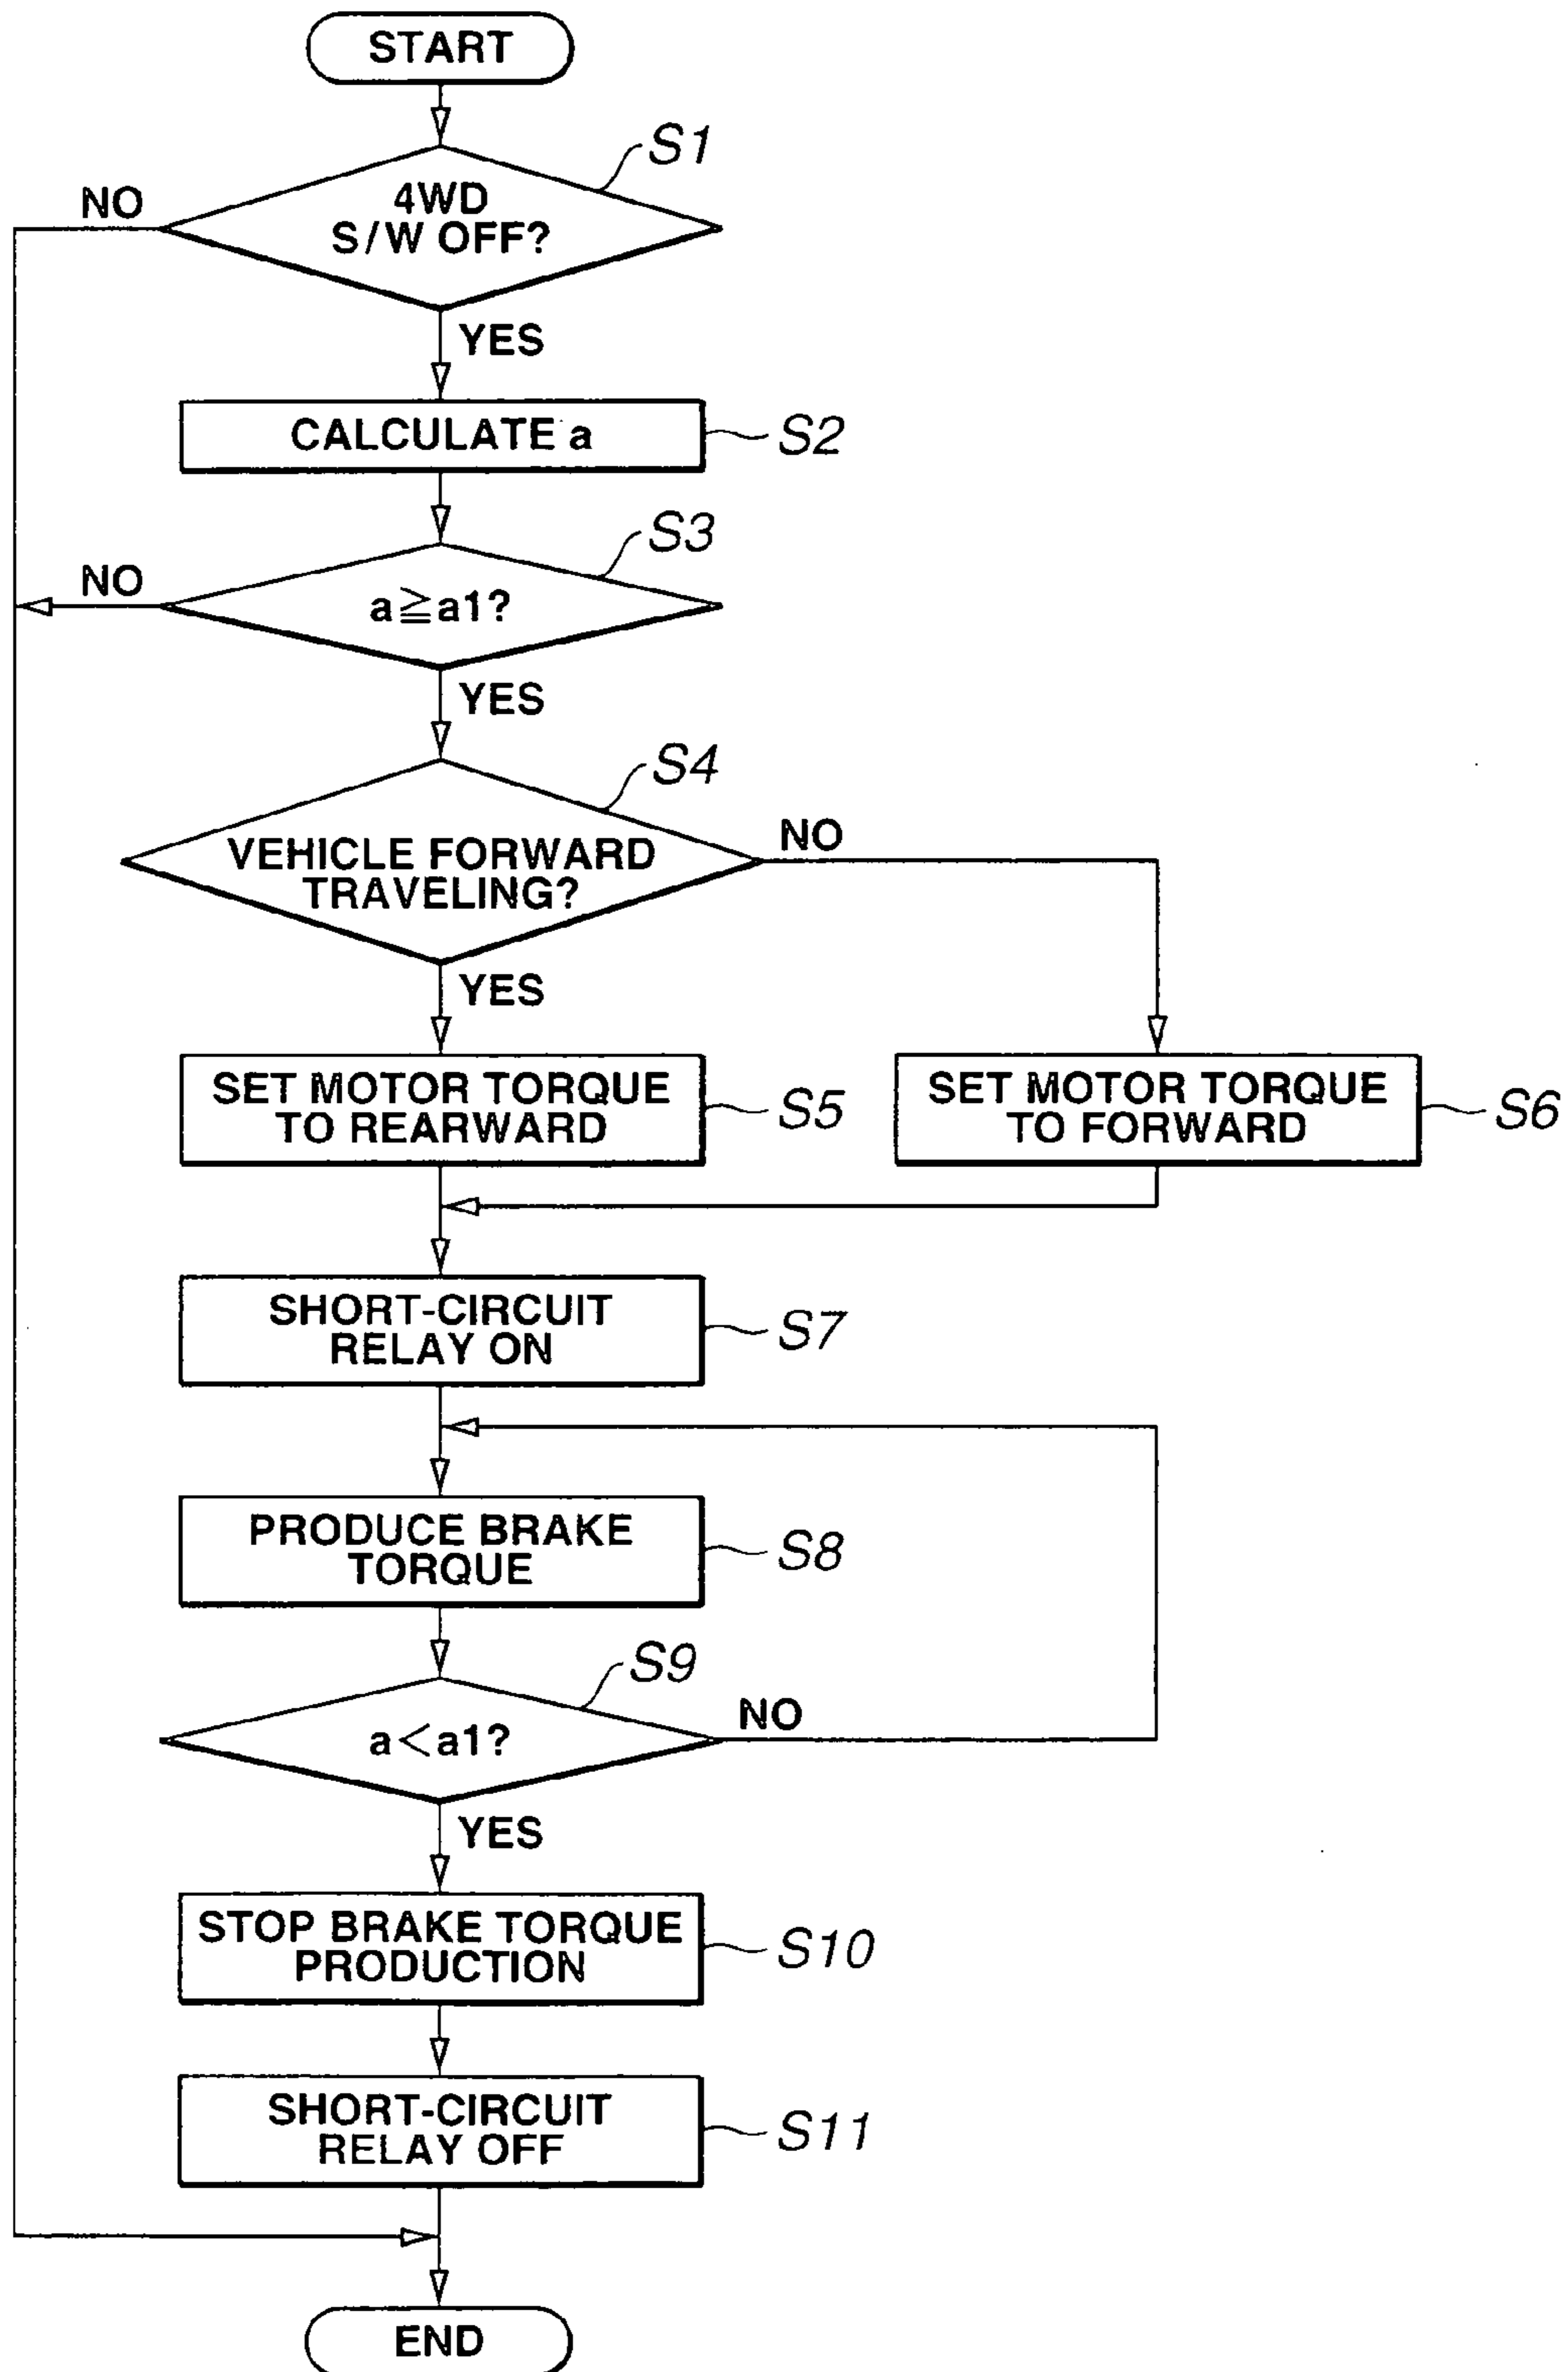 START
S1
NO
4WD
S/W OFF?
YES
CALCULATE a
S2
S3
NO
a≧a1?
YES
S4
NO
VEHICLE FORWARD
TRAVELING?
YES
SET MOTOR TORQUE
TO REARWARD
S5
SET MOTOR TORQUE
TO FORWARD
S6
SHORT-CIRCUIT
RELAY ON
S7
PRODUCE BRAKE
TORQUE
S8
S9
NO
a<a1?
YES
STOP BRAKE TORQUE
PRODUCTION
S10
SHORT-CIRCUIT
RELAY OFF
S11
END